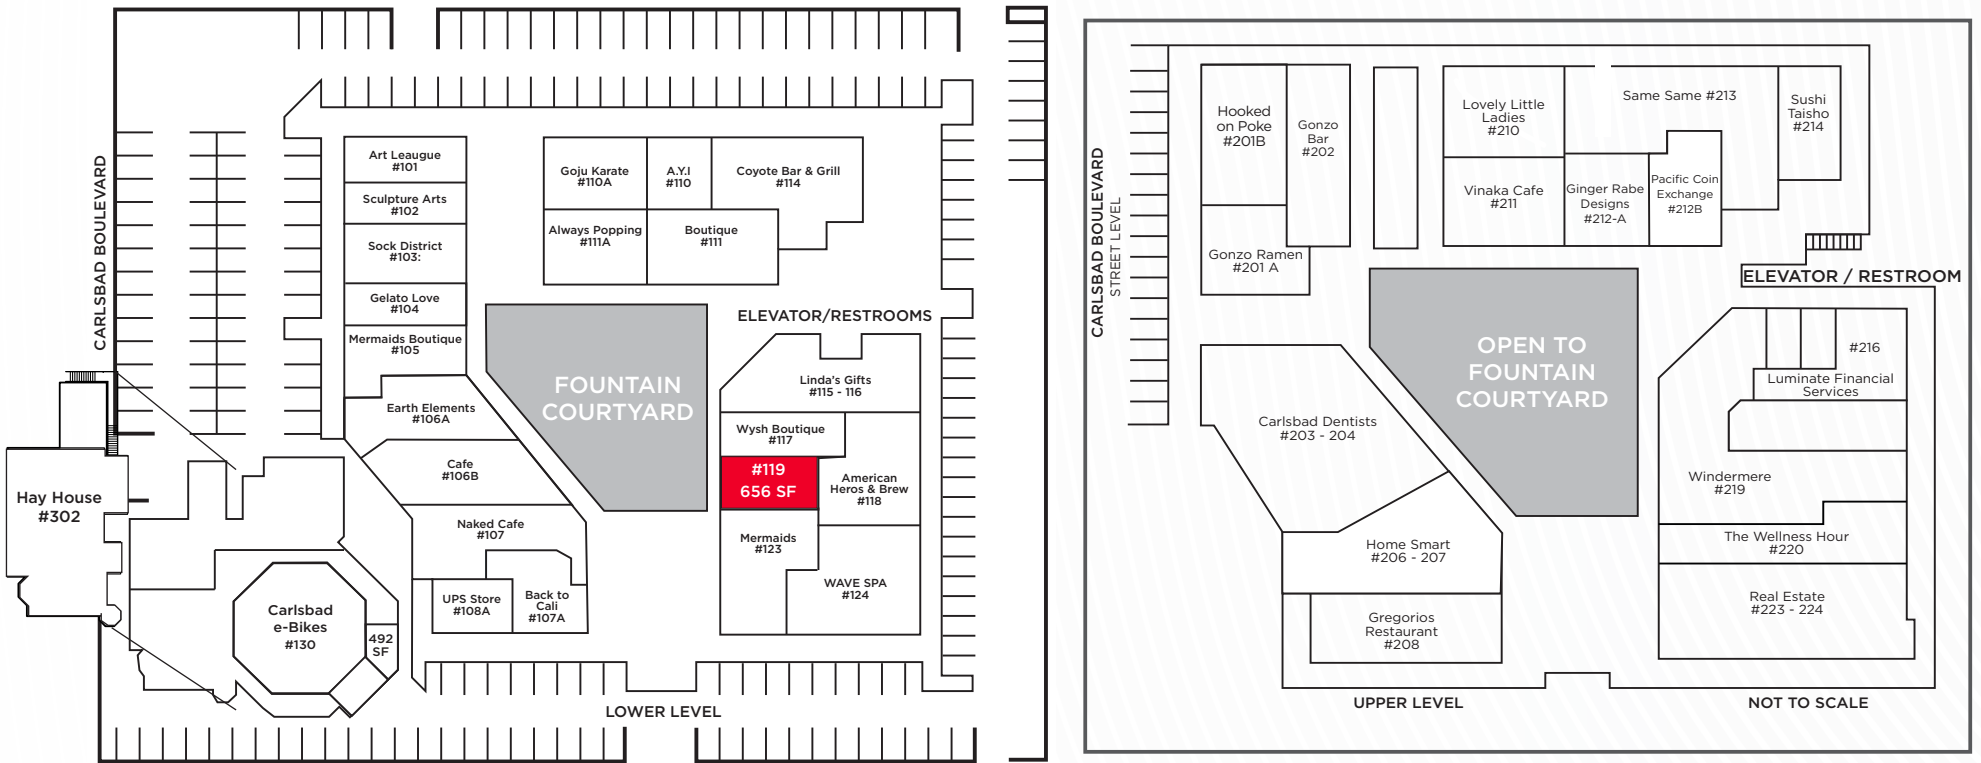 CARLSBAD BOULEVARD
Art Leaugue
#101
Sculpture Arts
#102
Sock District
#103:
Gelato Love
#104
Mermaids Boutique
#105
Earth Elements
#106A
Cafe
#106B
Naked Cafe
#107
UPS Store
#108A
Back to
Cali
#107A
Hay House
#302
Carlsbad
e-Bikes
#130
492
SF
Goju Karate
#110A
A.Y.I
#110
Coyote Bar & Grill
#114
Always Popping
#111A
Boutique
#111
FOUNTAIN
COURTYARD
ELEVATOR/RESTROOMS
Linda's Gifts
#115 - 116
Wysh Boutique
#117
#119
656 SF
American
Heros & Brew
#118
Mermaids
#123
WAVE SPA
#124
LOWER LEVEL
CARLSBAD BOULEVARD
STREET LEVEL
Hooked
on Poke
#201B
Gonzo
Bar
#202
Gonzo Ramen
#201 A
Lovely Little
Ladies
#210
Same Same #213
Sushi
Taisho
#214
Vinaka Cafe
#211
Ginger Rabe
Designs
#212-A
Pacific Coin
Exchange
#212B
ELEVATOR / RESTROOM
OPEN TO
FOUNTAIN
COURTYARD
Carlsbad Dentists
#203 - 204
Home Smart
#206 - 207
Gregorios
Restaurant
#208
#216
Luminate Financial
Services
Windermere
#219
The Wellness Hour
#220
Real Estate
#223 - 224
UPPER LEVEL
NOT TO SCALE